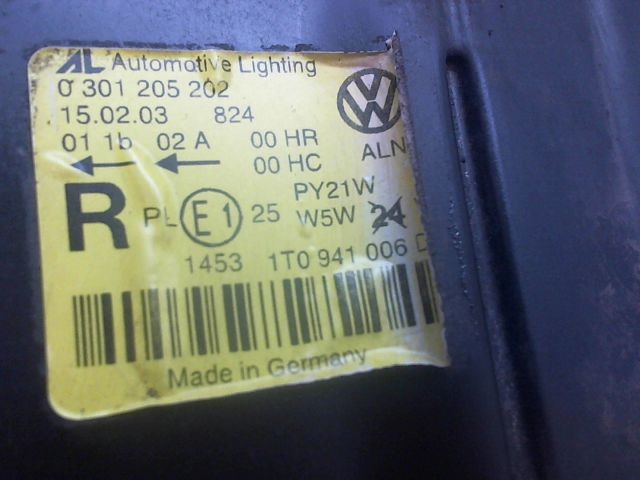 AL Automotive Lighting
0 301 205 202
15.02.03 824
01 1b 02 A 00 HR
00 HC
VW
ALN
R PL E1 25 PY21W
W5W 24
1453 1T0 941 006 D
Made in Germany